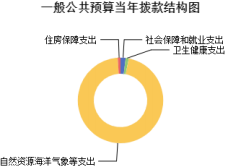 一般公共预算当年拨款结构图
住房保障支出
社会保障和就业支出
卫生健康支出
自然资源海洋气象等支出